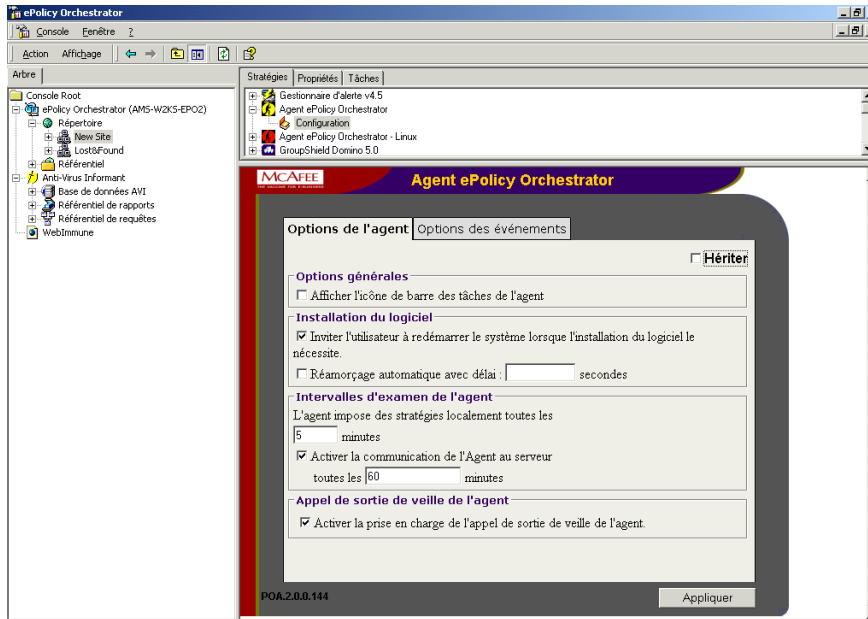 ePolicy Orchestrator
Console Fenêtre ?
Action Affichage
Arbre
Console Root
ePolicy Orchestrator (AMS-W2KS-EPO2)
Répertoire
New Site
Lost&Found
Référentiel
Anti-Virus Informant
Base de données AVI
Référentiel de rapports
Référentiel de requêtes
WebImmune
Stratégies Propriétés Tâches
Gestionnaire d'alerte v4.5
Agent ePolicy Orchestrator
Configuration
Agent ePolicy Orchestrator - Linux
GroupShield Domino 5.0
MCAFEE
THE VACCINE FOR E-BUSINESS
Agent ePolicy Orchestrator
Options de l'agent Options des événements
Hériter
Options générales
Afficher l'icône de barre des tâches de l'agent
Installation du logiciel
Inviter l'utilisateur à redémarrer le système lorsque l'installation du logiciel le
nécessite.
Réamorçage automatique avec délai : secondes
Intervalles d'examen de l'agent
L'agent impose des stratégies localement toutes les
5 minutes
Activer la communication de l'Agent au serveur
toutes les 60 minutes
Appel de sortie de veille de l'agent
Activer la prise en charge de l'appel de sortie de veille de l'agent.
POA.2.0.0.144
Appliquer